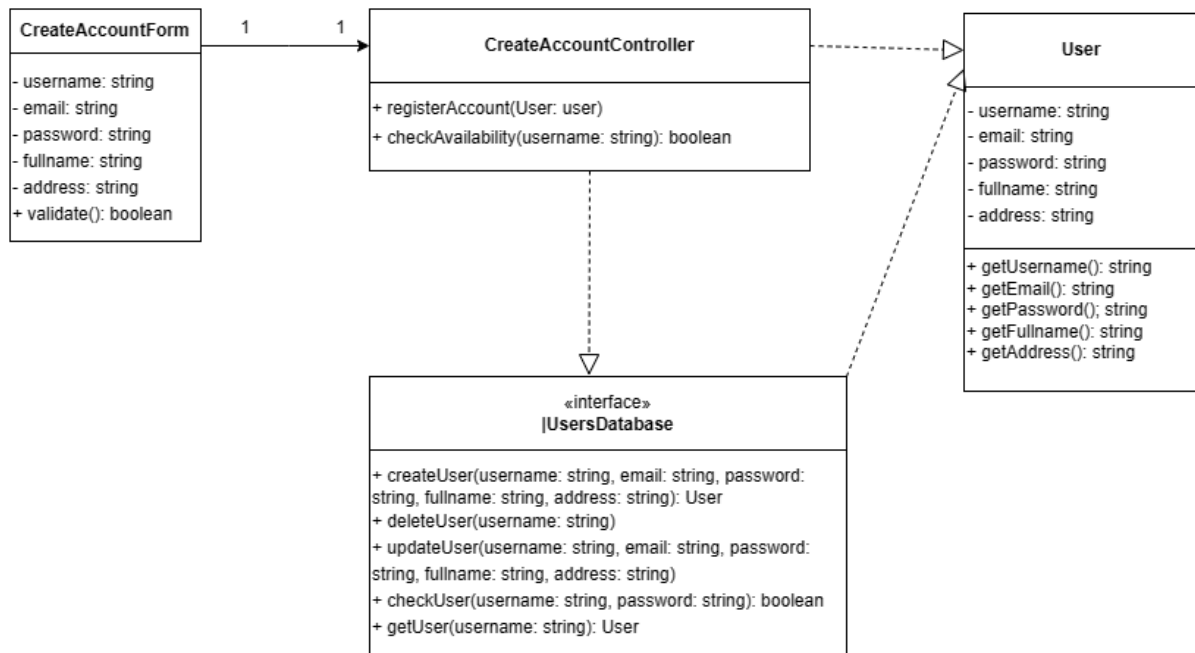 CreateAccountForm
- username: string
- email: string
- password: string
- fullname: string
- address: string
+ validate(): boolean
1
1
CreateAccountController
+ registerAccount(User: user)
+ checkAvailability(username: string): boolean
User
- username: string
- email: string
- password: string
- fullname: string
- address: string
+ getUsername(): string
+ getEmail(): string
+ getPassword(); string
+ getFullname(): string
+ getAddress(): string
«interface»
|UsersDatabase
+ createUser(username: string, email: string, password:
string, fullname: string, address: string): User
+ deleteUser(username: string)
+ updateUser(username: string, email: string, password:
string, fullname: string, address: string)
+ checkUser(username: string, password: string): boolean
+ getUser(username: string): User